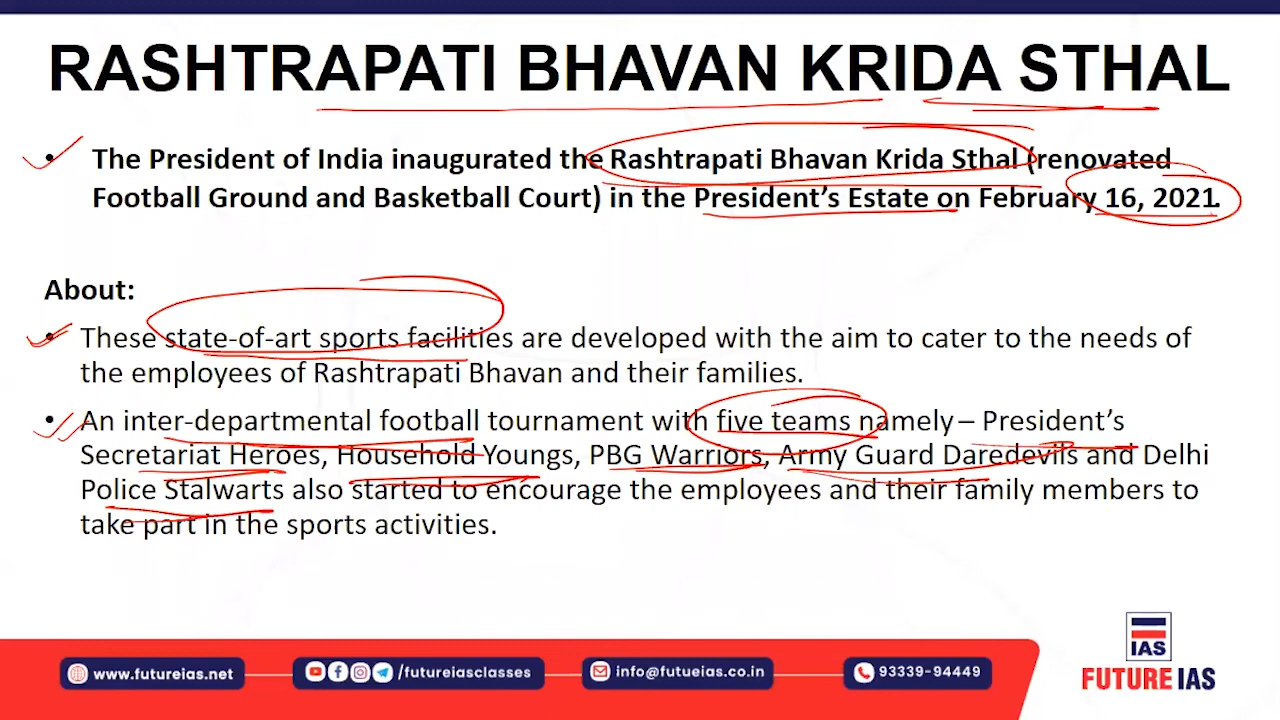 RASHTRAPATI BHAVAN KRIDA STHAL
• The President of India inaugurated the Rashtrapati Bhavan Krida Sthal (renovated
Football Ground and Basketball Court) in the President's Estate on February 16, 2021.
About:
• These state-of-art sports facilities are developed with the aim to cater to the needs of
the employees of Rashtrapati Bhavan and their families.
• An inter-departmental football tournament with five teams namely – President's
Secretariat Heroes, Household Youngs, PBG Warriors, Army Guard Daredevils and Delhi
Police Stalwarts also started to encourage the employees and their family members to
take part in the sports activities.
www.futureias.net
/futureiasclasses
info@futueias.co.in
93339-94449
IAS
FUTURE IAS